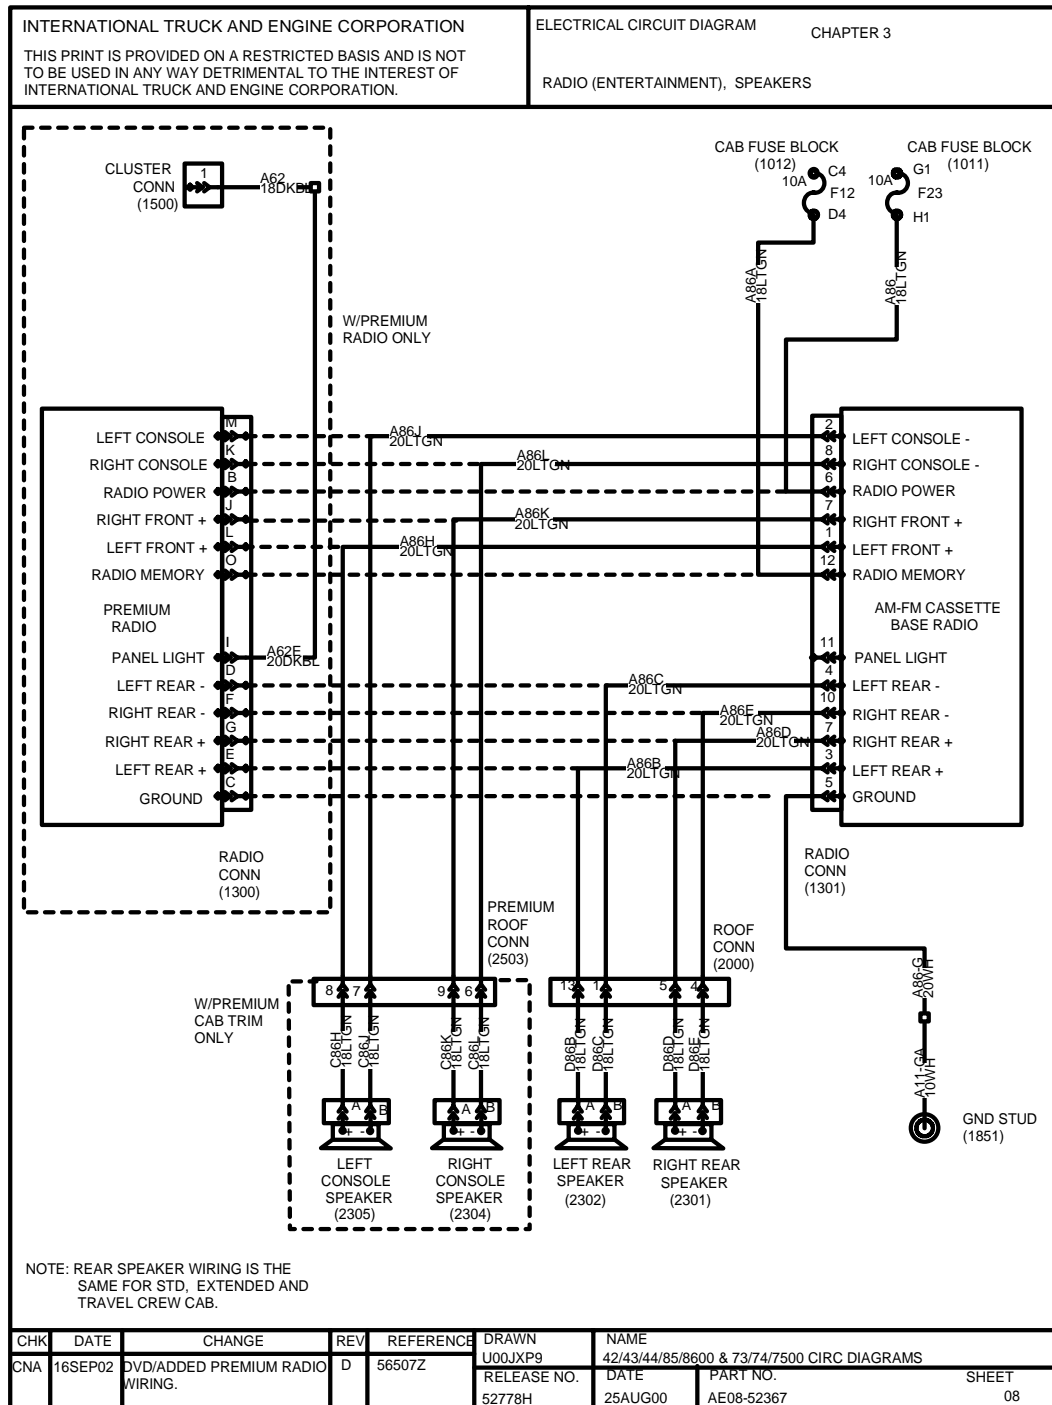 INTERNATIONAL TRUCK AND ENGINE CORPORATION
THIS PRINT IS PROVIDED ON A RESTRICTED BASIS AND IS NOT
TO BE USED IN ANY WAY DETRIMENTAL TO THE INTEREST OF
INTERNATIONAL TRUCK AND ENGINE CORPORATION.
ELECTRICAL CIRCUIT DIAGRAM
CHAPTER 3
RADIO (ENTERTAINMENT), SPEAKERS
CLUSTER
CONN
(1500)
1
A62
18DKBL
W/PREMIUM
RADIO ONLY
CAB FUSE BLOCK
(1012)
10A
C4
F12
D4
CAB FUSE BLOCK
(1011)
10A
G1
F23
H1
A86A
18LTGN
A86
18LTGN
LEFT CONSOLE
RIGHT CONSOLE
RADIO POWER
RIGHT FRONT +
LEFT FRONT +
RADIO MEMORY
PREMIUM
RADIO
PANEL LIGHT
LEFT REAR -
RIGHT REAR -
RIGHT REAR +
LEFT REAR +
GROUND
M
K
B
J
L
O
I
D
F
G
E
C
RADIO
CONN
(1300)
A86J
20LTGN
A86L
20LTGN
A86K
20LTGN
A86H
20LTGN
A62E
20DKBL
A86C
20LTGN
A86E
20LTGN
A86D
20LTGN
A86B
20LTGN
2
8
6
7
1
12
11
4
10
7
3
5
LEFT CONSOLE -
RIGHT CONSOLE -
RADIO POWER
RIGHT FRONT +
LEFT FRONT +
RADIO MEMORY
AM-FM CASSETTE
BASE RADIO
PANEL LIGHT
LEFT REAR -
RIGHT REAR -
RIGHT REAR +
LEFT REAR +
GROUND
RADIO
CONN
(1301)
PREMIUM
ROOF
CONN
(2503)
ROOF
CONN
(2000)
W/PREMIUM
CAB TRIM
ONLY
8 7 9 6
13 1 5 4
C86H
18LTGN
C86J
18LTGN
C86K
18LTGN
C86L
18LTGN
D86B
18LTGN
D86C
18LTGN
D86D
18LTGN
D86E
18LTGN
A86-G
20WH
A11-GA
10WH
A B A B A B A B
+ - + - + - + -
LEFT
CONSOLE
SPEAKER
(2305)
RIGHT
CONSOLE
SPEAKER
(2304)
LEFT REAR
SPEAKER
(2302)
RIGHT REAR
SPEAKER
(2301)
GND STUD
(1851)
NOTE: REAR SPEAKER WIRING IS THE
SAME FOR STD, EXTENDED AND
TRAVEL CREW CAB.
CHK DATE CHANGE REV REFERENCE
CNA 16SEP02 DVD/ADDED PREMIUM RADIO
WIRING.
D 56507Z
DRAWN
U00JXP9
NAME
42/43/44/85/8600 & 73/74/7500 CIRC DIAGRAMS
RELEASE NO.
52778H
DATE
25AUG00
PART NO.
AE08-52367
SHEET
08